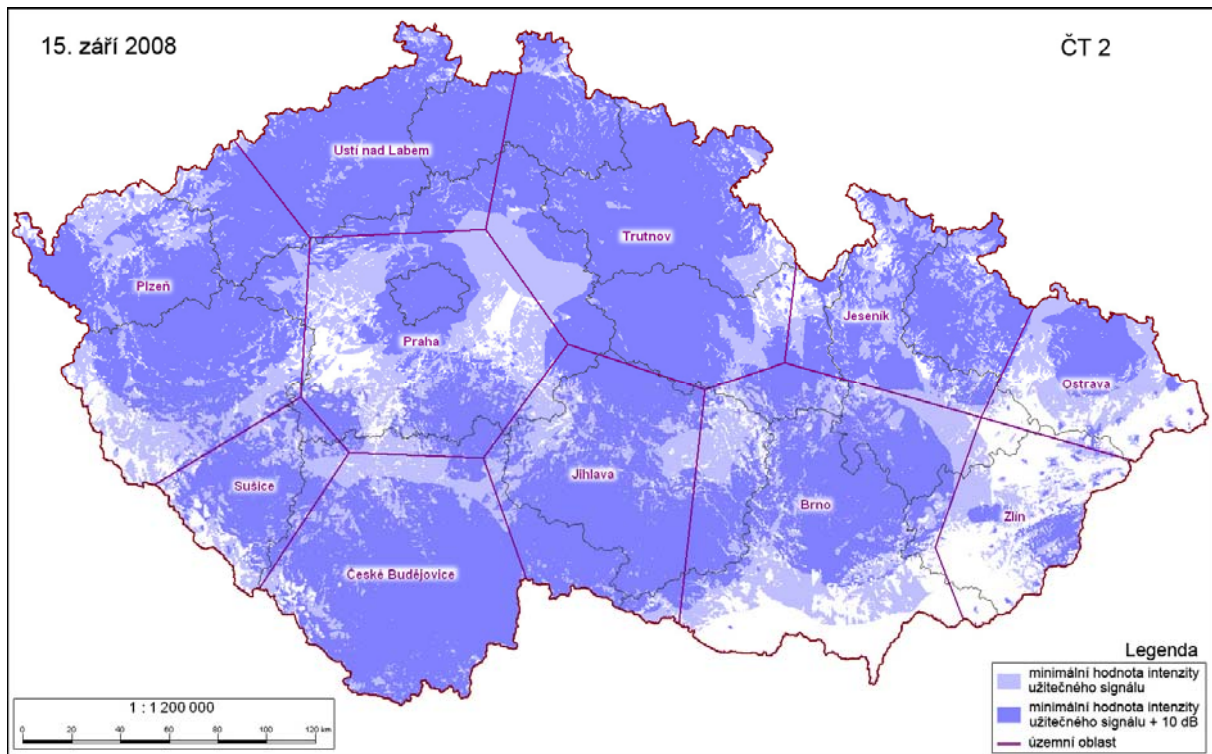 15. září 2008
ČT 2
Ústí nad Labem
Trutnov
Plzeň
Jeseník
Praha
Ostrava
Sušice
Jihlava
Brno
Zlín
České Budějovice
Legenda
minimální hodnota intenzity
užitečného signálu
minimální hodnota intenzity
užitečného signálu + 10 dB
územní oblast
1 : 1 200 000
0 20 40 60 80 100 120 km